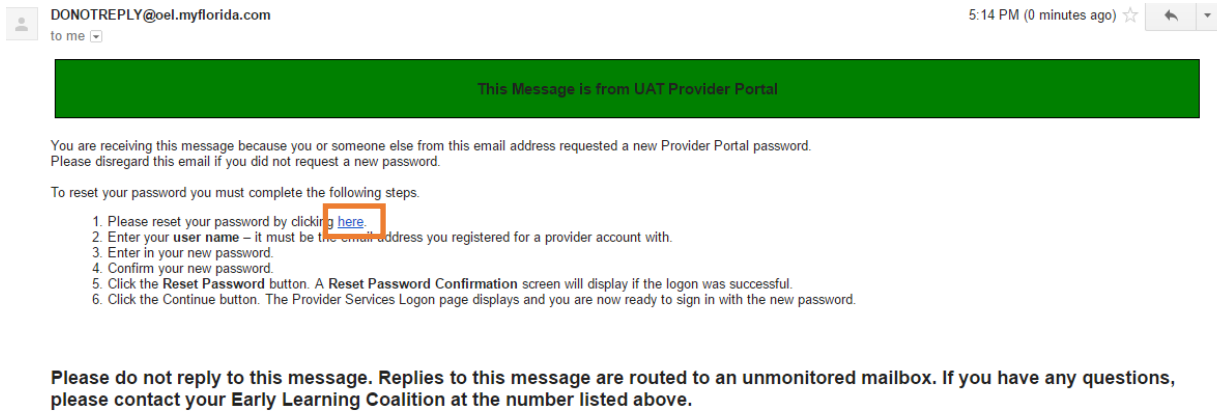 DONOTREPLY@oel.myflorida.com
5:14 PM (0 minutes ago)
to me
This Message is from UAT Provider Portal
You are receiving this message because you or someone else from this email address requested a new Provider Portal password.
Please disregard this email if you did not request a new password.
To reset your password you must complete the following steps.
1. Please reset your password by clicking here.
2. Enter your user name – it must be the email address you registered for a provider account with.
3. Enter in your new password.
4. Confirm your new password.
5. Click the Reset Password button. A Reset Password Confirmation screen will display if the logon was successful.
6. Click the Continue button. The Provider Services Logon page displays and you are now ready to sign in with the new password.
Please do not reply to this message. Replies to this message are routed to an unmonitored mailbox. If you have any questions,
please contact your Early Learning Coalition at the number listed above.